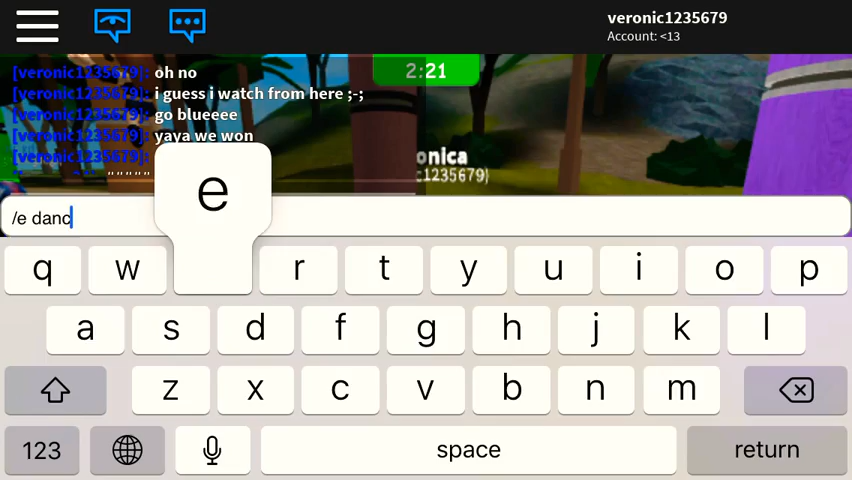 veronic1235679
Account: <13
2:21
[veronic1235679]: oh no
[veronic1235679]: i guess i watch from here ;-;
[veronic1235679]: go blueeee
[veronic1235679]: yaya we won
[veronic1235679]:
onica
c1235679)
/e danc
e
q w r t y u i o p
a s d f g h j k l
z x c v b n m
123 space return